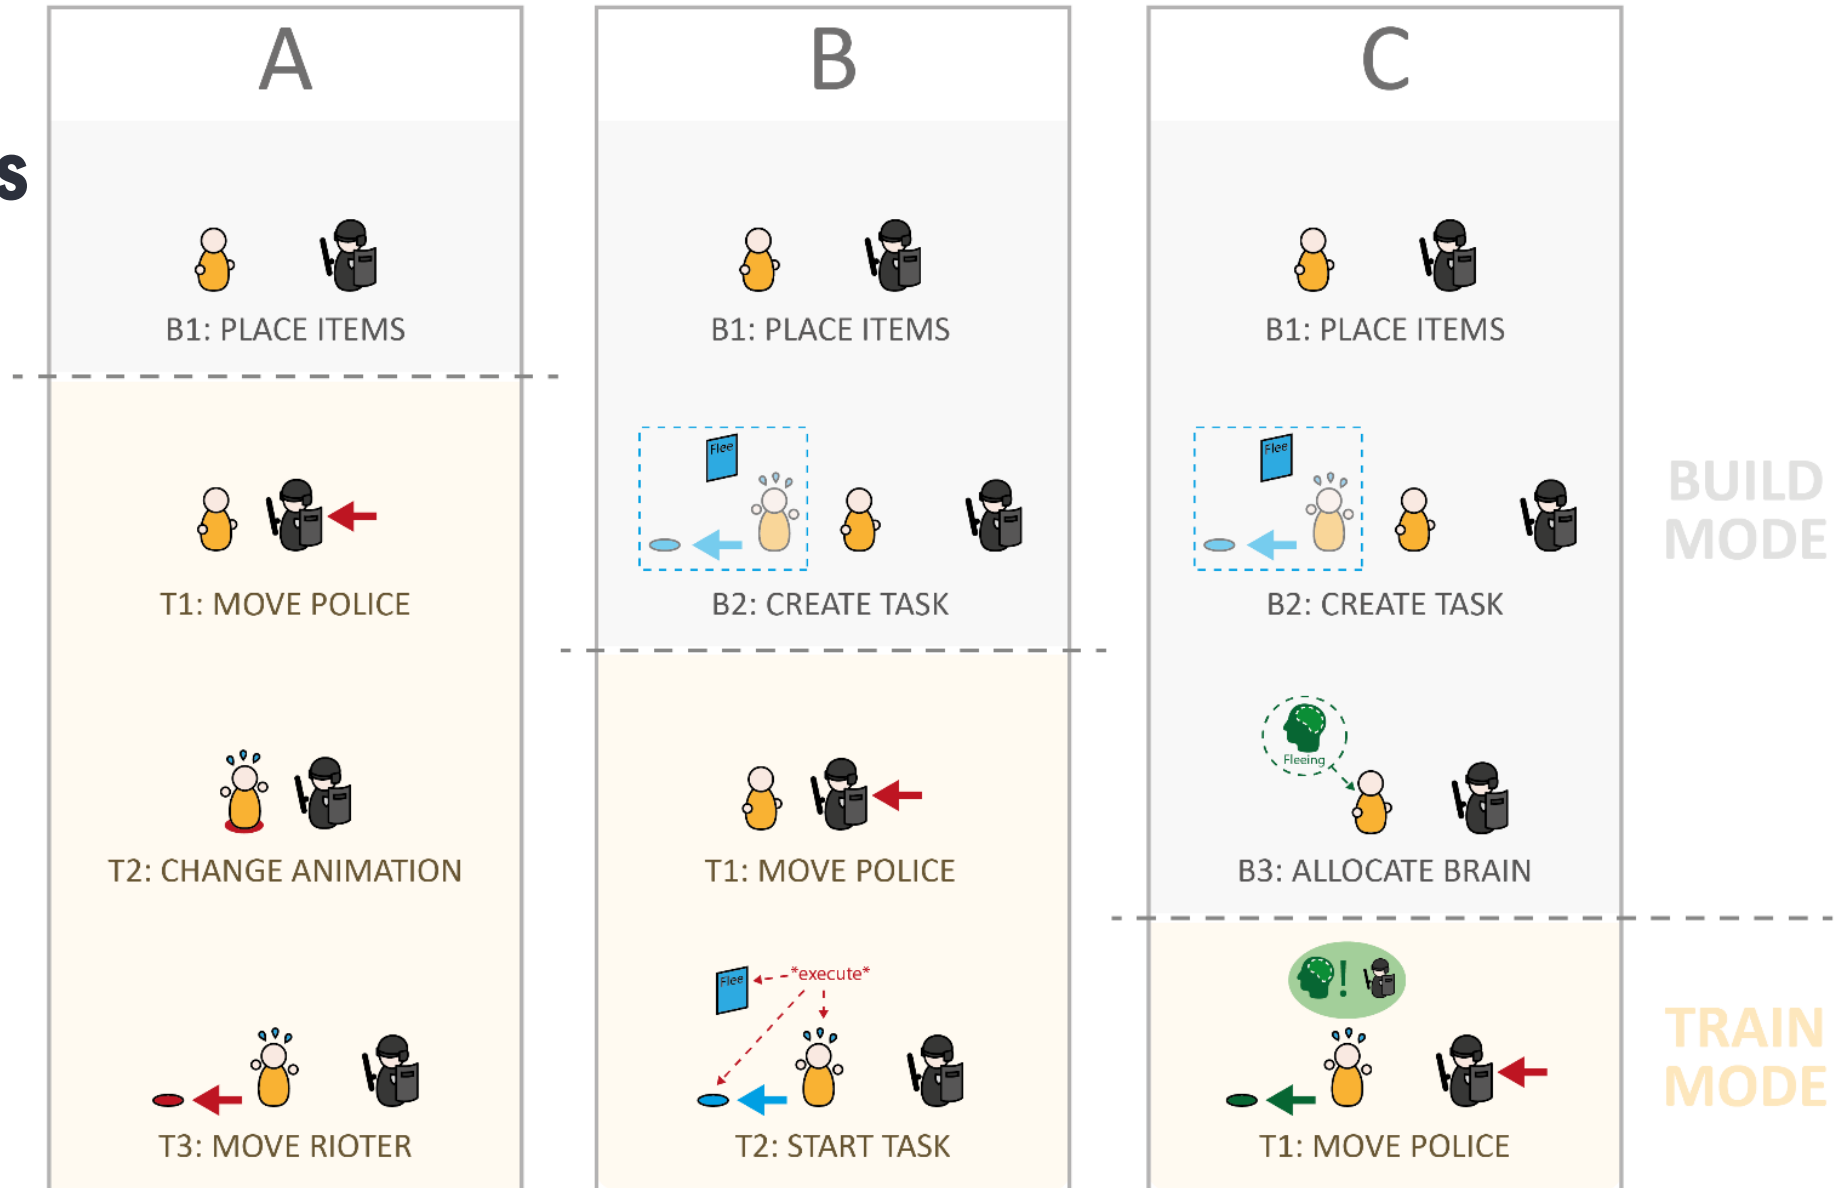 s
A
B1: PLACE ITEMS
T1: MOVE POLICE
T2: CHANGE ANIMATION
T3: MOVE RIOTER
B
B1: PLACE ITEMS
Flee
B2: CREATE TASK
T1: MOVE POLICE
*execute*
Flee
T2: START TASK
C
B1: PLACE ITEMS
Flee
B2: CREATE TASK
Fleeing
B3: ALLOCATE BRAIN
!
T1: MOVE POLICE
BUILD
MODE
TRAIN
MODE